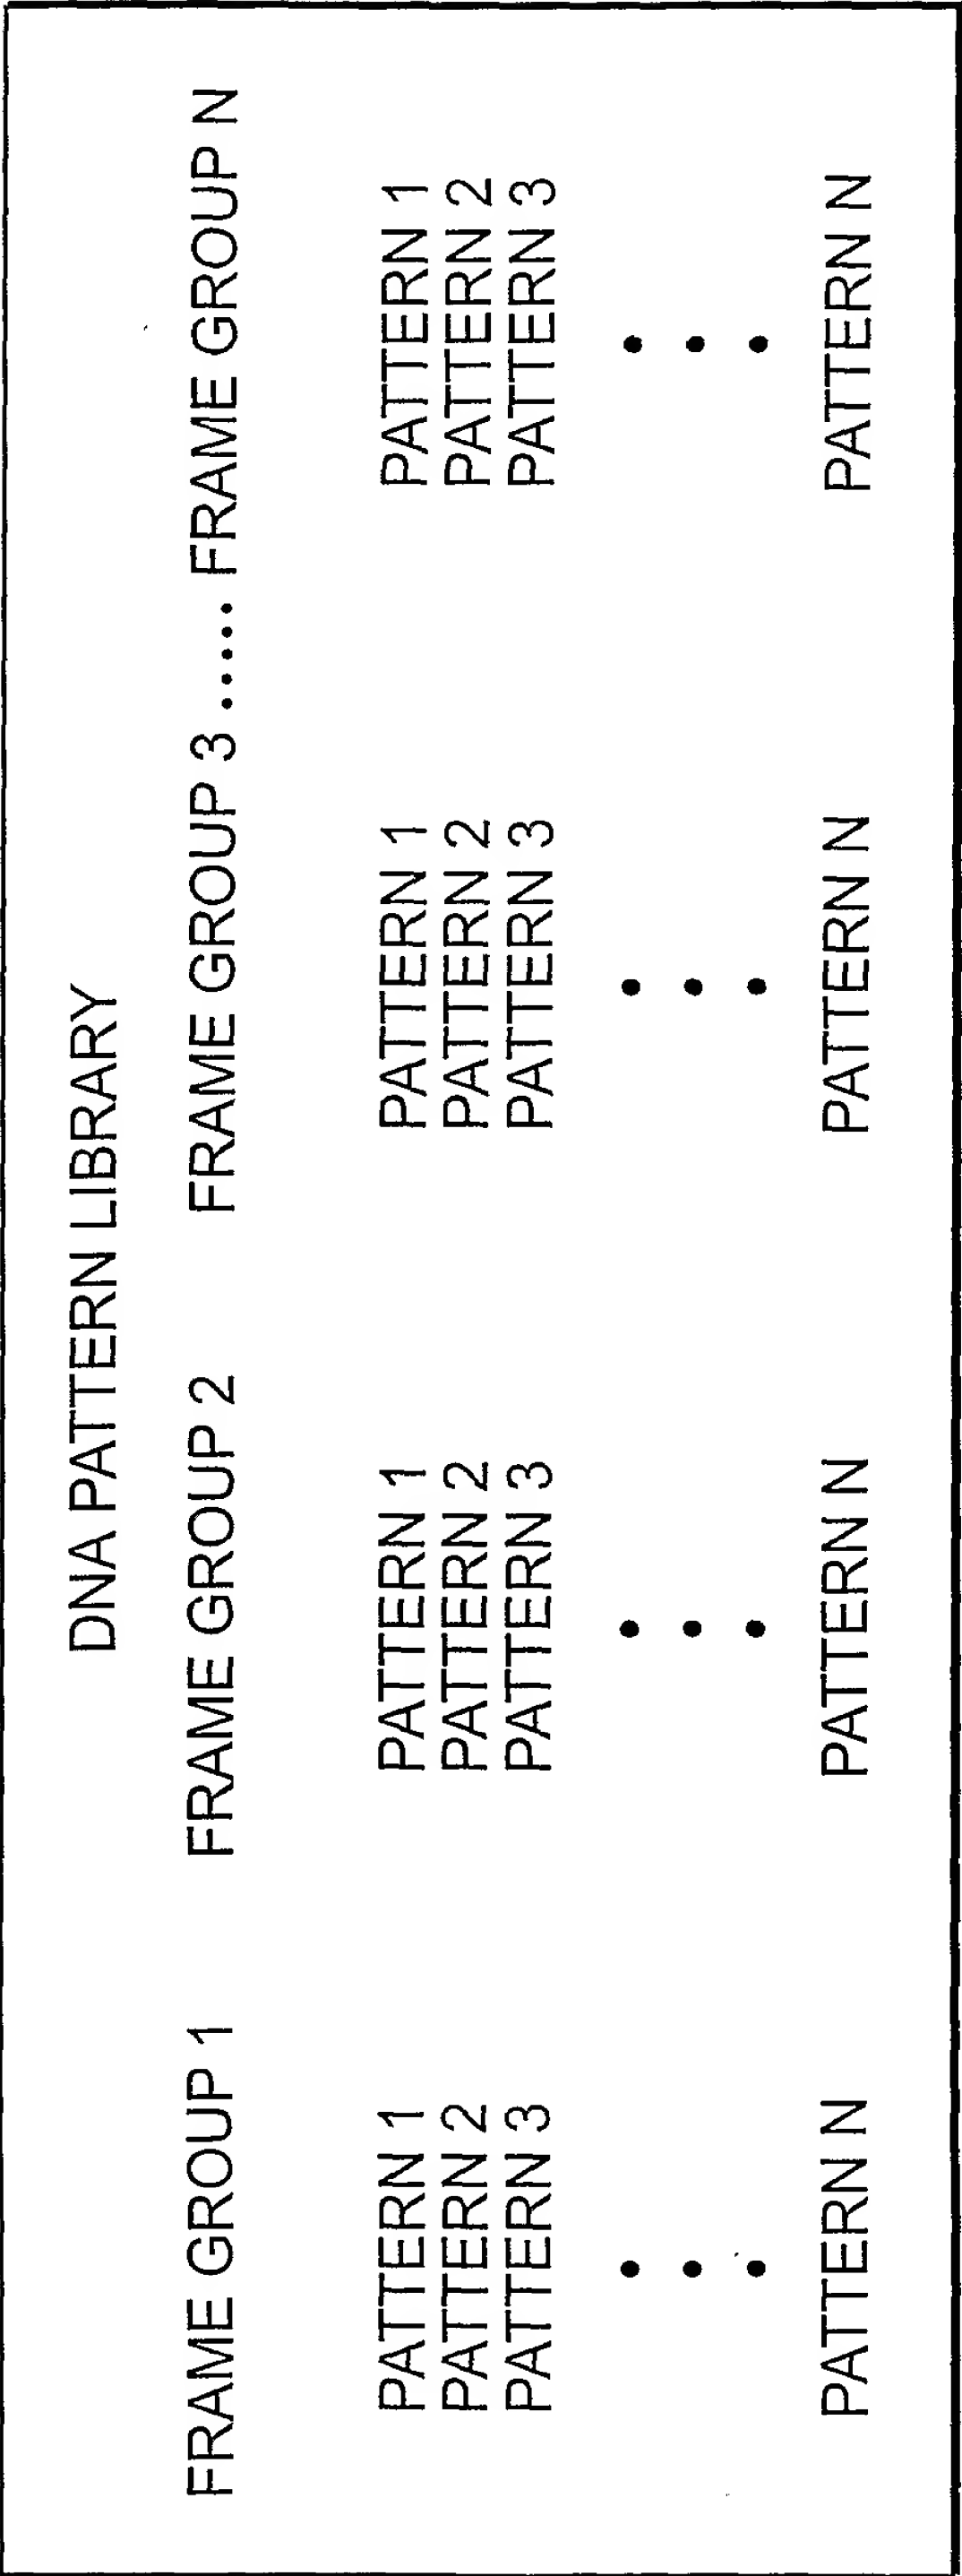 DNA PATTERN LIBRARY
FRAME GROUP 1 FRAME GROUP 2 FRAME GROUP 3 ..... FRAME GROUP N
PATTERN 1 PATTERN 1 PATTERN 1 PATTERN 1
PATTERN 2 PATTERN 2 PATTERN 2 PATTERN 2
PATTERN 3 PATTERN 3 PATTERN 3 PATTERN 3
PATTERN N PATTERN N PATTERN N PATTERN N